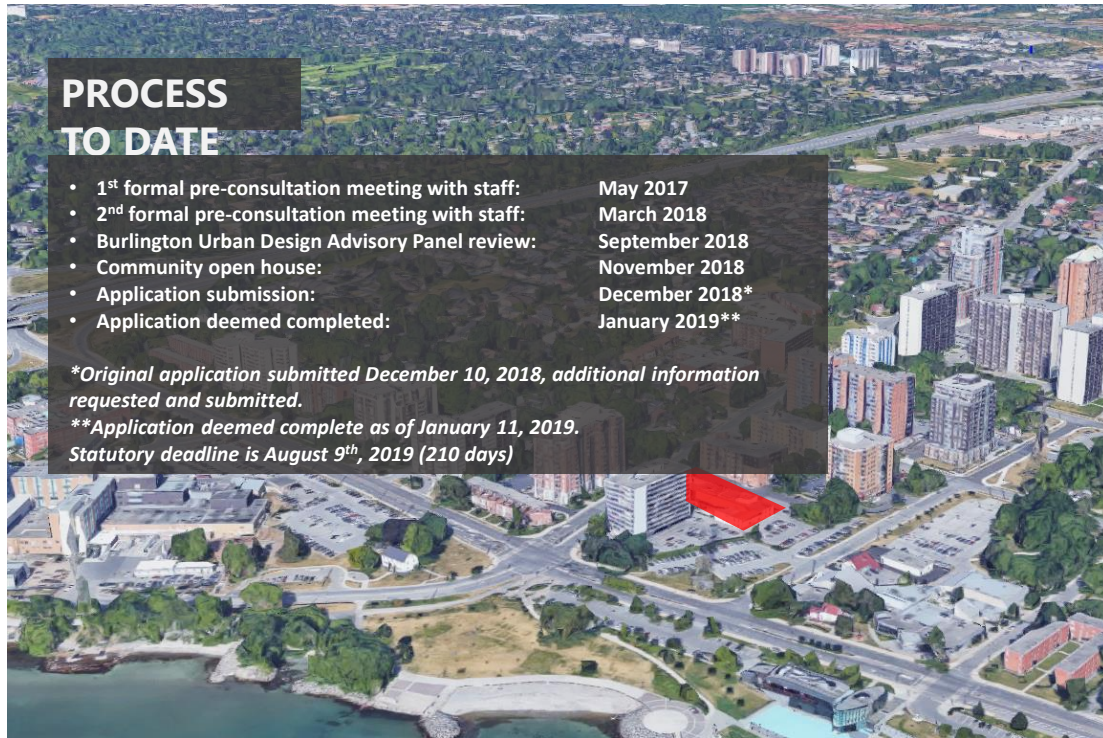 PROCESS
TO DATE
• 1st formal pre-consultation meeting with staff: May 2017
• 2nd formal pre-consultation meeting with staff: March 2018
• Burlington Urban Design Advisory Panel review: September 2018
• Community open house: November 2018
• Application submission: December 2018*
• Application deemed completed: January 2019**
*Original application submitted December 10, 2018, additional information
requested and submitted.
**Application deemed complete as of January 11, 2019.
Statutory deadline is August 9th, 2019 (210 days)